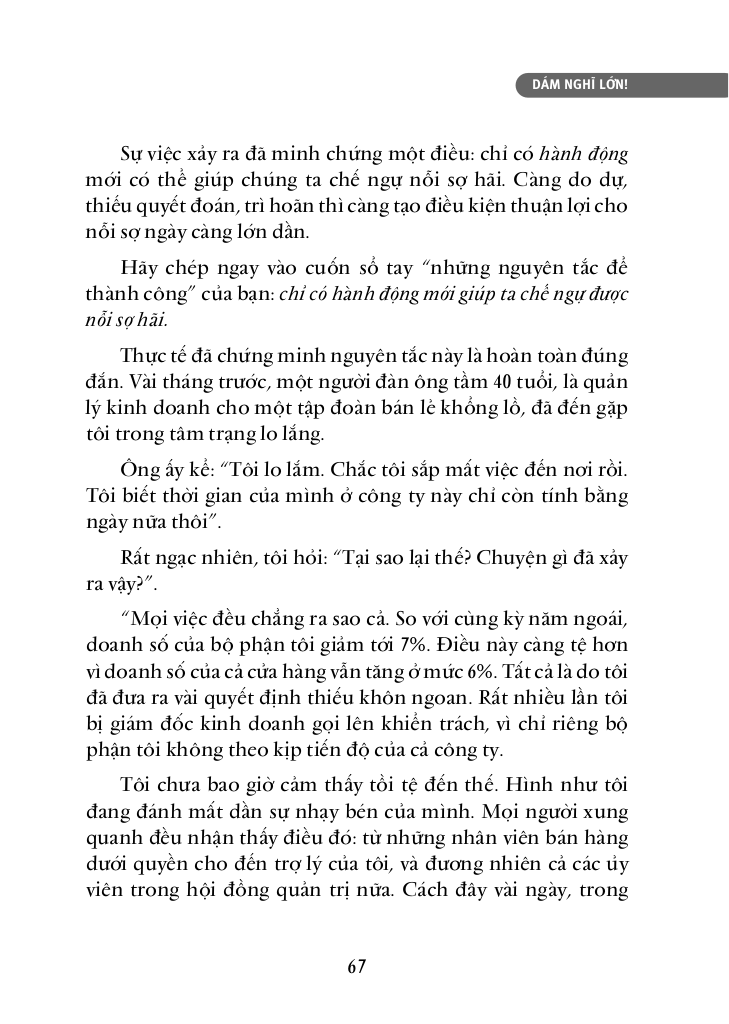 DÁM NGHĨ LỚN!
Sự việc xảy ra đã minh chứng một điều: chỉ có hành động
mới có thể giúp chúng ta chế ngự nỗi sợ hãi. Càng do dự,
thiếu quyết đoán, trì hoãn thì càng tạo điều kiện thuận lợi cho
nỗi sợ ngày càng lớn dần.
Hãy chép ngay vào cuốn sổ tay “những nguyên tắc để
thành công” của bạn: chỉ có hành động mới giúp ta chế ngự được
nỗi sợ hãi.
Thực tế đã chứng minh nguyên tắc này là hoàn toàn đúng
đắn. Vài tháng trước, một người đàn ông tầm 40 tuổi, là quản
lý kinh doanh cho một tập đoàn bán lẻ khổng lồ, đã đến gặp
tôi trong tâm trạng lo lắng.
Ông ấy kể: “Tôi lo lắm. Chắc tôi sắp mất việc đến nơi rồi.
Tôi biết thời gian của mình ở công ty này chỉ còn tính bằng
ngày nữa thôi”.
Rất ngạc nhiên, tôi hỏi: “Tại sao lại thế? Chuyện gì đã xảy
ra vậy?”.
“Mọi việc đều chẳng ra sao cả. So với cùng kỳ năm ngoái,
doanh số của bộ phận tôi giảm tới 7%. Điều này càng tệ hơn
vì doanh số của cả cửa hàng vẫn tăng ở mức 6%. Tất cả là do tôi
đã đưa ra vài quyết định thiếu khôn ngoan. Rất nhiều lần tôi
bị giám đốc kinh doanh gọi lên khiển trách, vì chỉ riêng bộ
phận tôi không theo kịp tiến độ của cả công ty.
Tôi chưa bao giờ cảm thấy tồi tệ đến thế. Hình như tôi
đang đánh mất dần sự nhạy bén của mình. Mọi người xung
quanh đều nhận thấy điều đó: từ những nhân viên bán hàng
dưới quyền cho đến trợ lý của tôi, và đương nhiên cả các ủy
viên trong hội đồng quản trị nữa. Cách đây vài ngày, trong
67